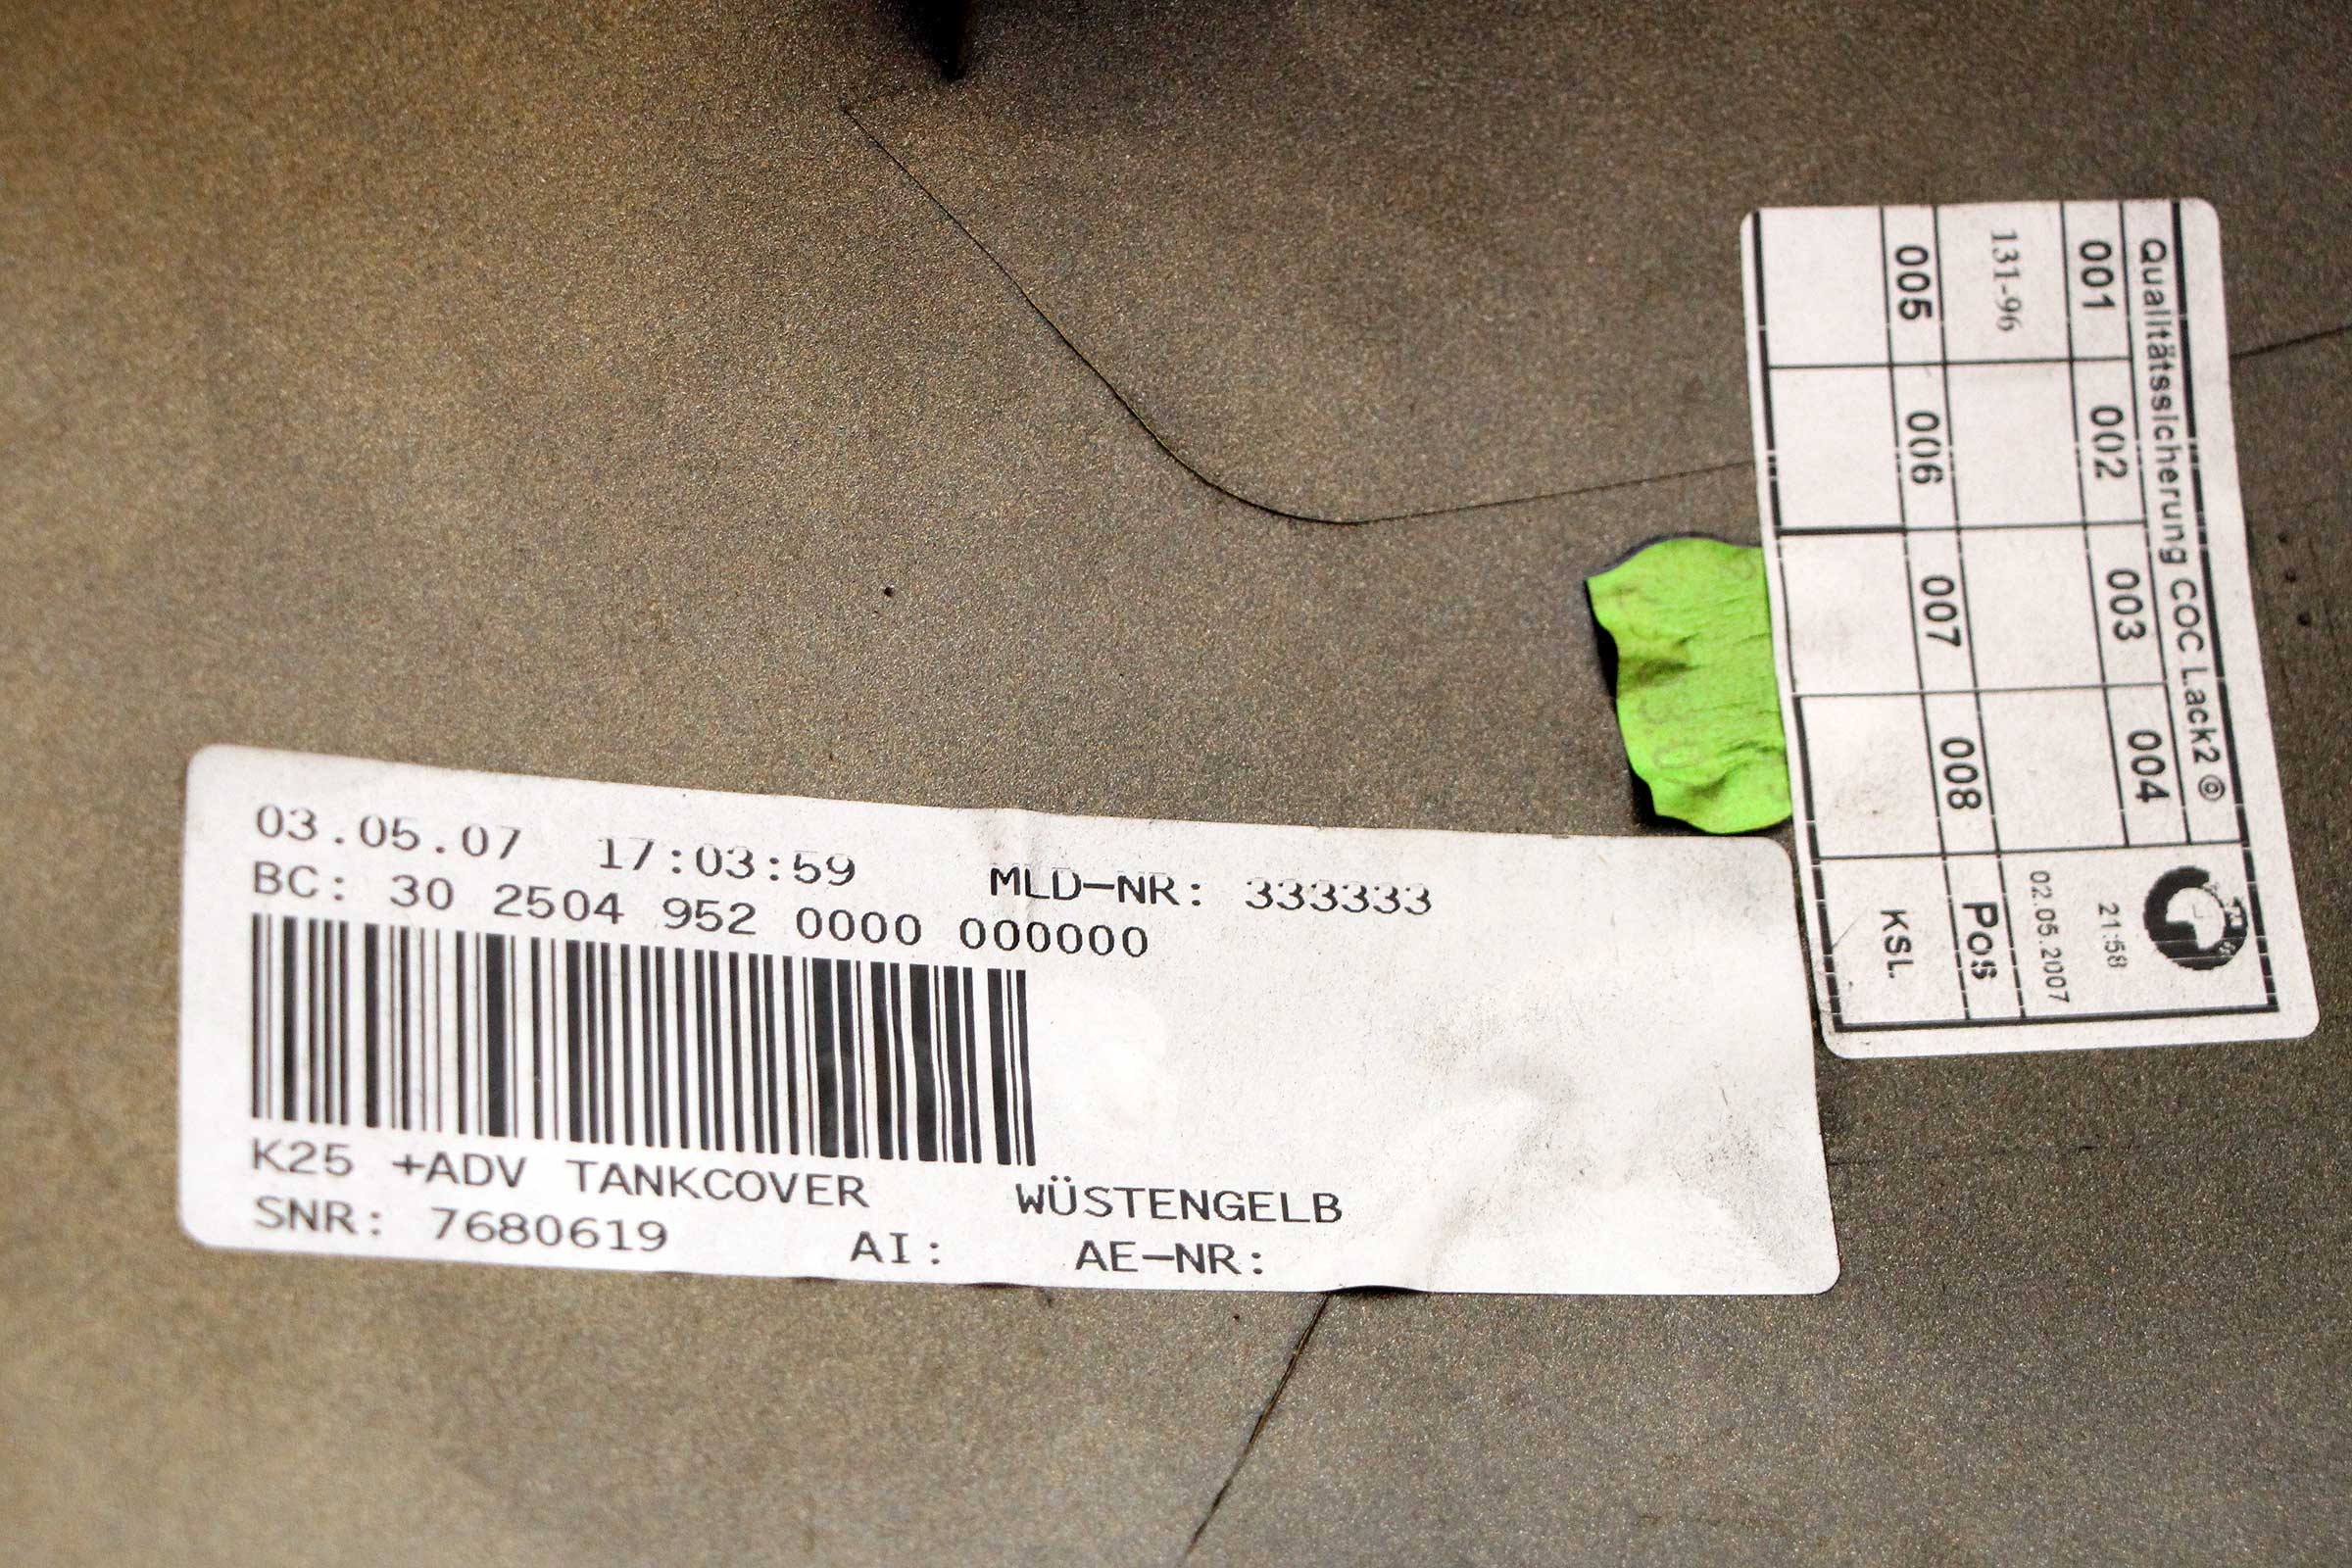 03.05.07 17:03:59 MLD-NR: 333333
BC: 30 2504 952 0000 000000
K25 +ADV TANKCOVER WÜSTENGELB
SNR: 7680619 AI: AE-NR:
Qualitätssicherung COC Lack2 ©
001 002 003 004
21:58
131-96
02.05.2007
005 006 007 008 Pos
KSL.